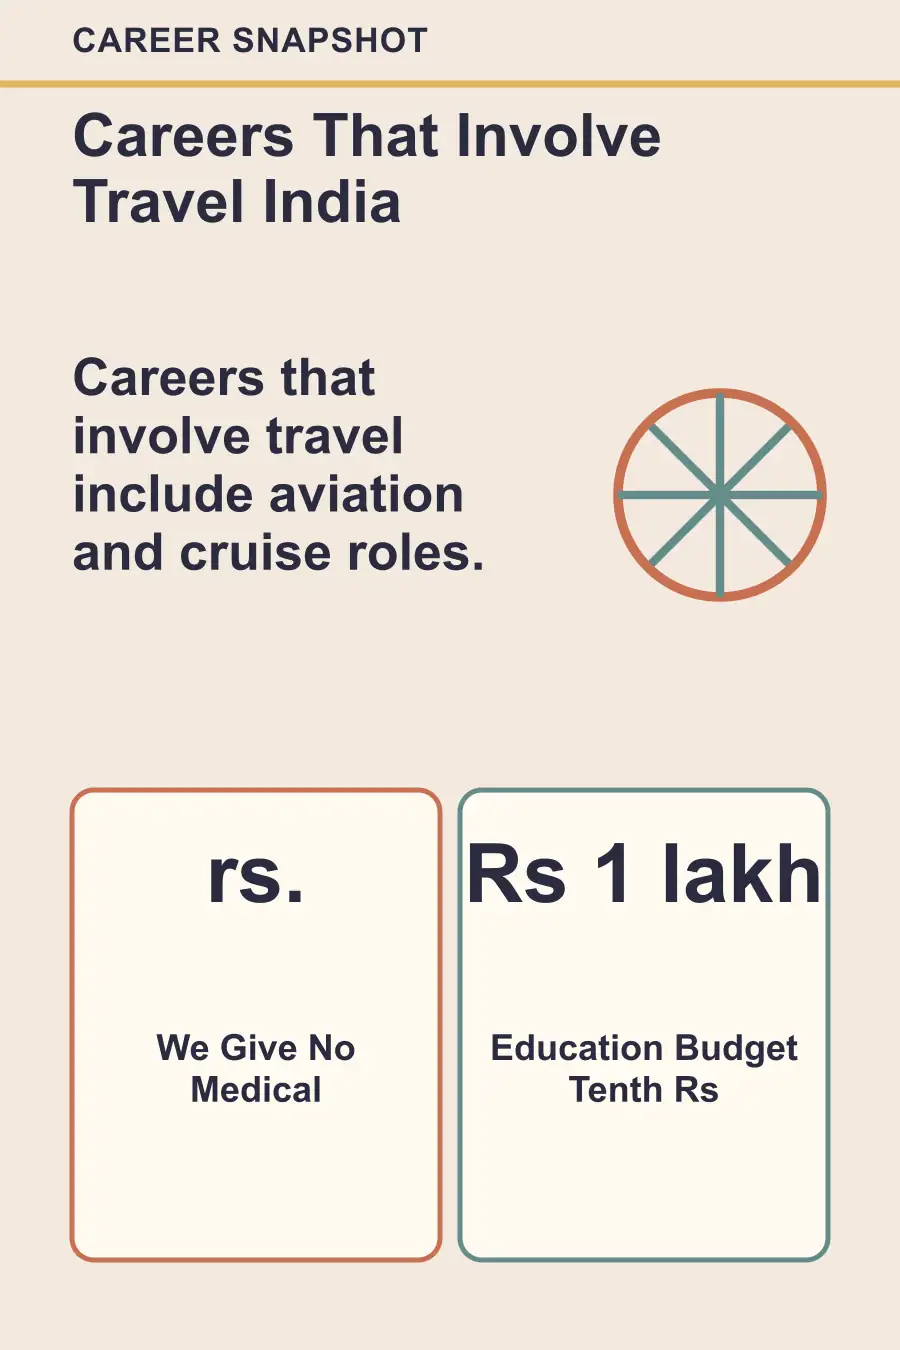 CAREER SNAPSHOT
Careers That Involve
Travel India
Careers that
involve travel
include aviation
and cruise roles.
rs.
We Give No
Medical
Rs 1 lakh
Education Budget
Tenth Rs